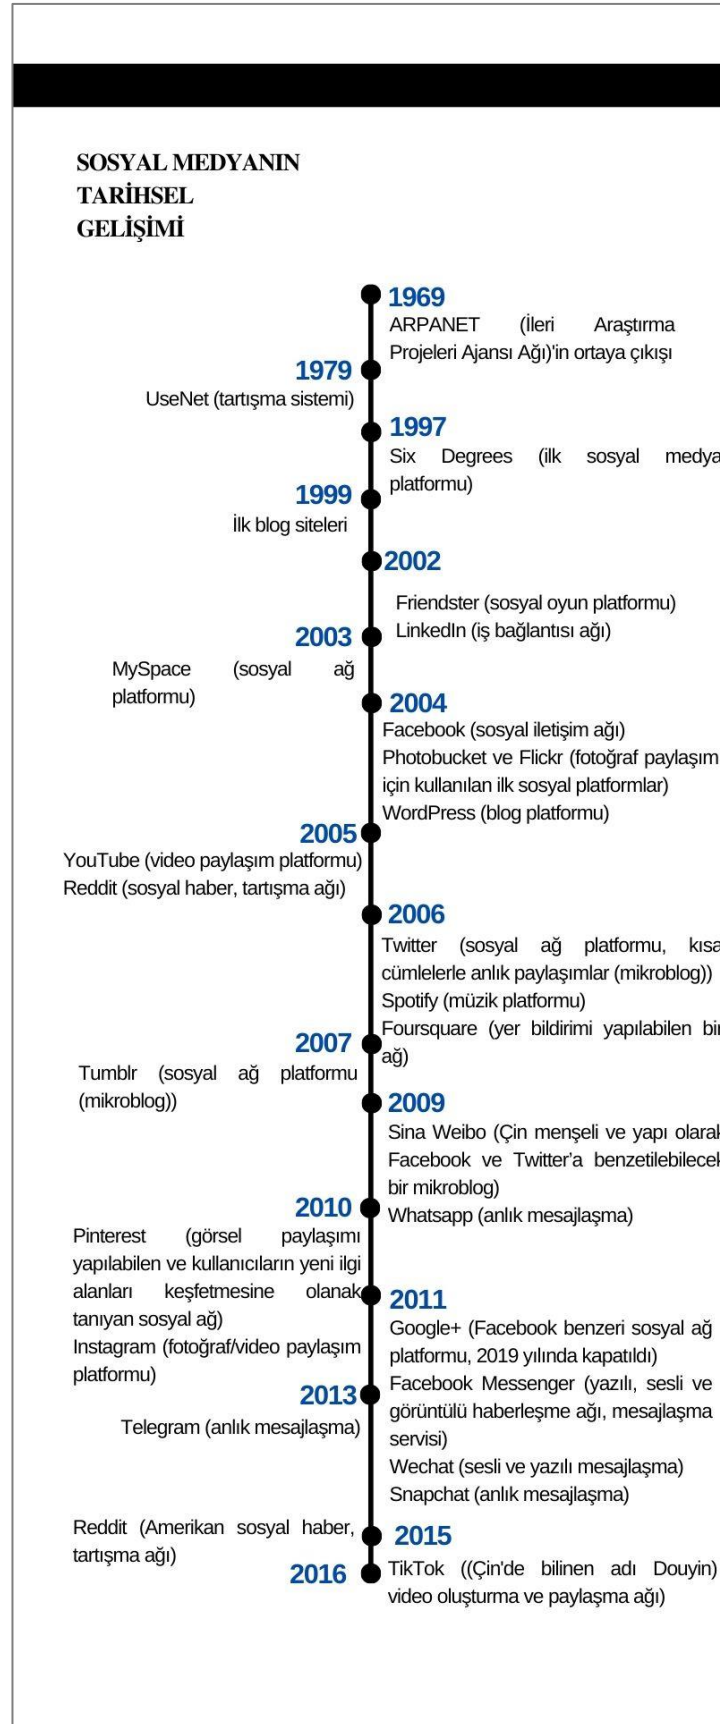 SOSYAL MEDYANIN
TARİHSEL
GELİŞİMİ
1969
ARPANET (İleri Araştırma
Projeleri Ajansı Ağı)'in ortaya çıkışı
1979
UseNet (tartışma sistemi)
1997
Six Degrees (ilk sosyal medya
platformu)
1999
İlk blog siteleri
2002
Friendster (sosyal oyun platformu)
LinkedIn (iş bağlantısı ağı)
2003
MySpace (sosyal ağ
platformu)
2004
Facebook (sosyal iletişim ağı)
Photobucket ve Flickr (fotoğraf paylaşım
için kullanılan ilk sosyal platformlar)
WordPress (blog platformu)
2005
YouTube (video paylaşım platformu)
Reddit (sosyal haber, tartışma ağı)
2006
Twitter (sosyal ağ platformu, kısa
cümlelerle anlık paylaşımlar (mikroblog))
Spotify (müzik platformu)
Foursquare (yer bildirimi yapılabilen bir
ağ)
2007
Tumblr (sosyal ağ platformu
(mikroblog))
2009
Sina Weibo (Çin menşeli ve yapı olarak
Facebook ve Twitter'a benzetilebilecek
bir mikroblog)
Whatsapp (anlık mesajlaşma)
2010
Pinterest (görsel paylaşımı
yapılabilen ve kullanıcıların yeni ilgi
alanları keşfetmesine olanak
tanıyan sosyal ağ)
Instagram (fotoğraf/video paylaşım
platformu)
2011
Google+ (Facebook benzeri sosyal ağ
platformu, 2019 yılında kapatıldı)
Facebook Messenger (yazılı, sesli ve
görüntülü haberleşme ağı, mesajlaşma
servisi)
Wechat (sesli ve yazılı mesajlaşma)
Snapchat (anlık mesajlaşma)
2013
Telegram (anlık mesajlaşma)
2015
Reddit (Amerikan sosyal haber,
tartışma ağı)
2016
TikTok ((Çin'de bilinen adı Douyin)
video oluşturma ve paylaşma ağı)